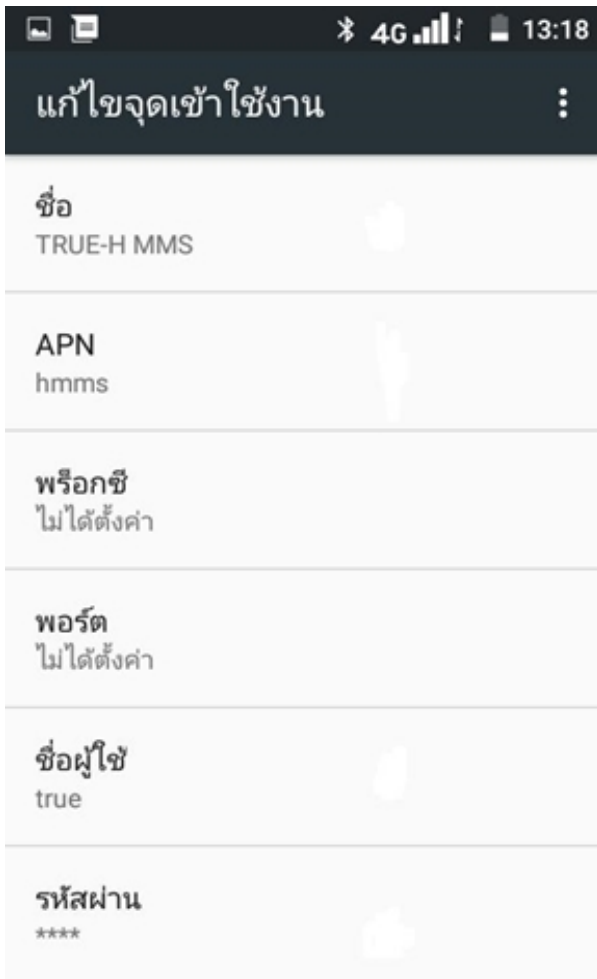 4G 13:18
แก้ไขจุดเข้าใช้งาน
ชื่อ
TRUE-H MMS
APN
hmms
พร็อกซี
ไม่ได้ตั้งค่า
พอร์ต
ไม่ได้ตั้งค่า
ชื่อผู้ใช้
true
รหัสผ่าน
****